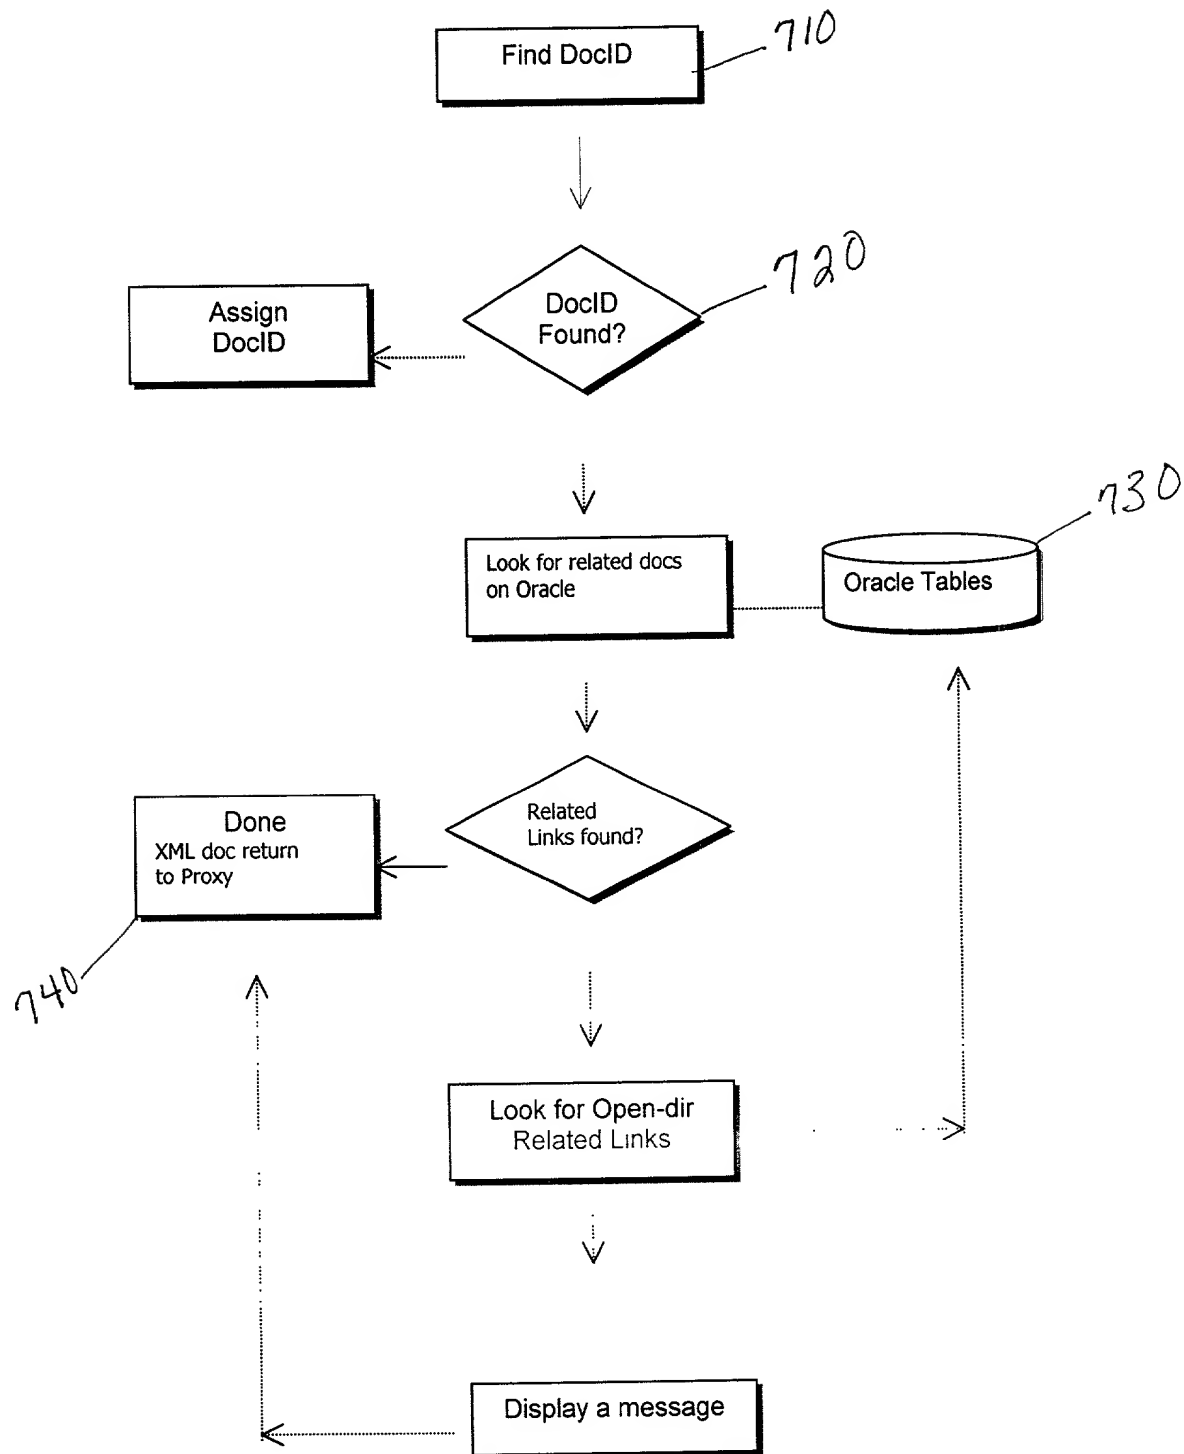 Find DocID
710
DocID
Found?
720
Assign
DocID
Look for related docs
on Oracle
Oracle Tables
730
Related
Links found?
Done
XML doc return
to Proxy
740
Look for Open-dir
Related Links
Display a message